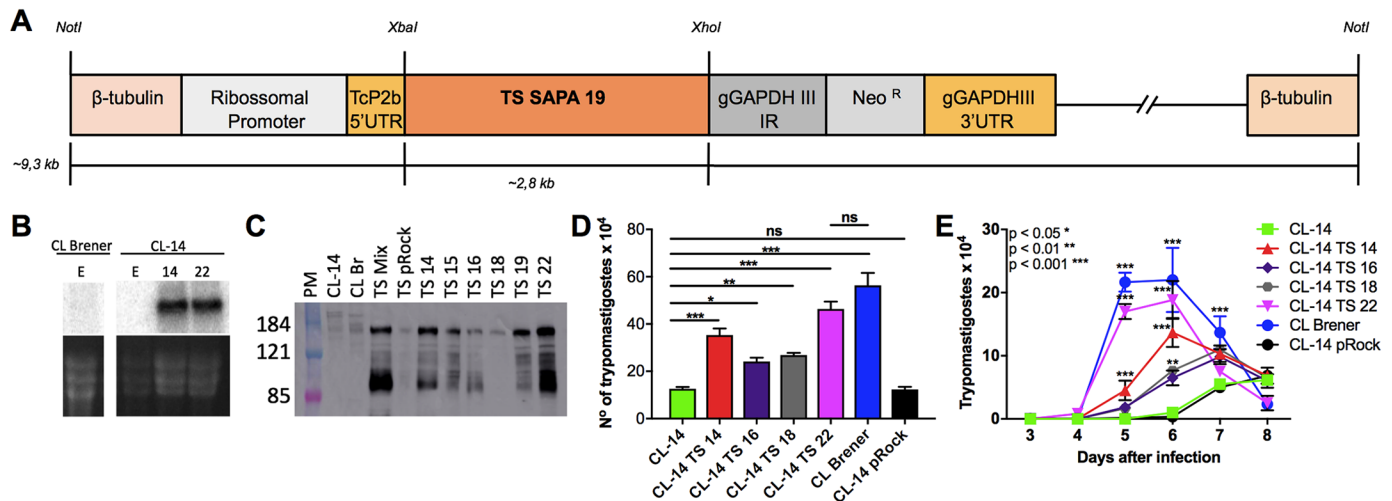 A
NotI
XbaI
XhoI
NotI
β-tubulin
Ribossomal
Promoter
TcP2b
5'UTR
TS SAPA 19
gGAPDH III
IR
Neo R
gGAPDHIII
3'UTR
β-tubulin
~9,3 kb
~2,8 kb
B
CL Brener
CL-14
E
E
14
22
C
PM
CL-14
CL Br
TS Mix
TS pRock
TS 14
TS 15
TS 16
TS 18
TS 19
TS 22
184
121
85
D
Nº of trypomastigostes x 10⁴
80
60
40
20
0
ns
ns
***
***
**
*
***
CL-14
CL-14 TS 14
CL-14 TS 16
CL-14 TS 18
CL-14 TS 22
CL Brener
CL-14 pRock
E
Trypomastigostes x 10⁴
30
20
10
0
p < 0.05 *
p < 0.01 **
p < 0.001 ***
***
***
***
***
***
***
***
**
3
4
5
6
7
8
Days after infection
CL-14
CL-14 TS 14
CL-14 TS 16
CL-14 TS 18
CL-14 TS 22
CL Brener
CL-14 pRock